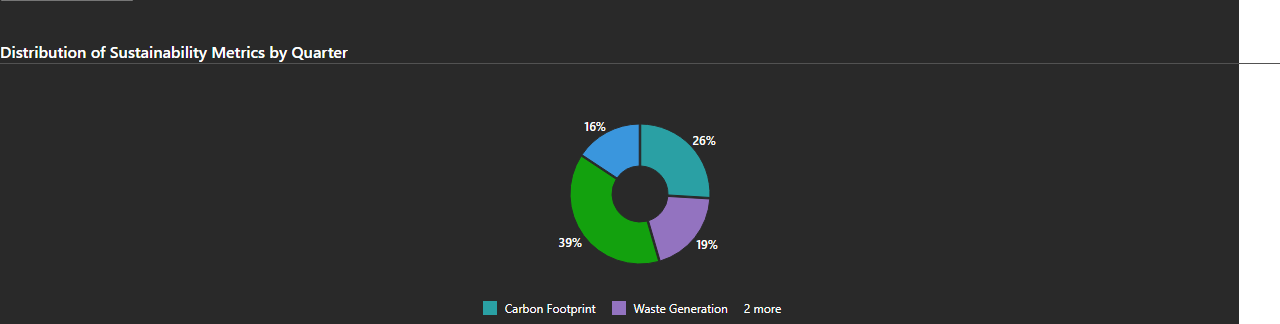 Distribution of Sustainability Metrics by Quarter
16%
26%
39%
19%
Carbon Footprint
Waste Generation
2 more